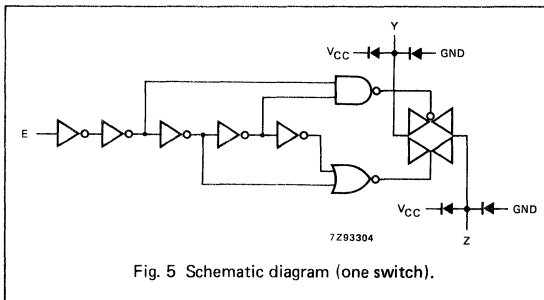 Y
VCC GND
E
VCC GND
7Z93304
Z
Fig. 5 Schematic diagram (one switch).